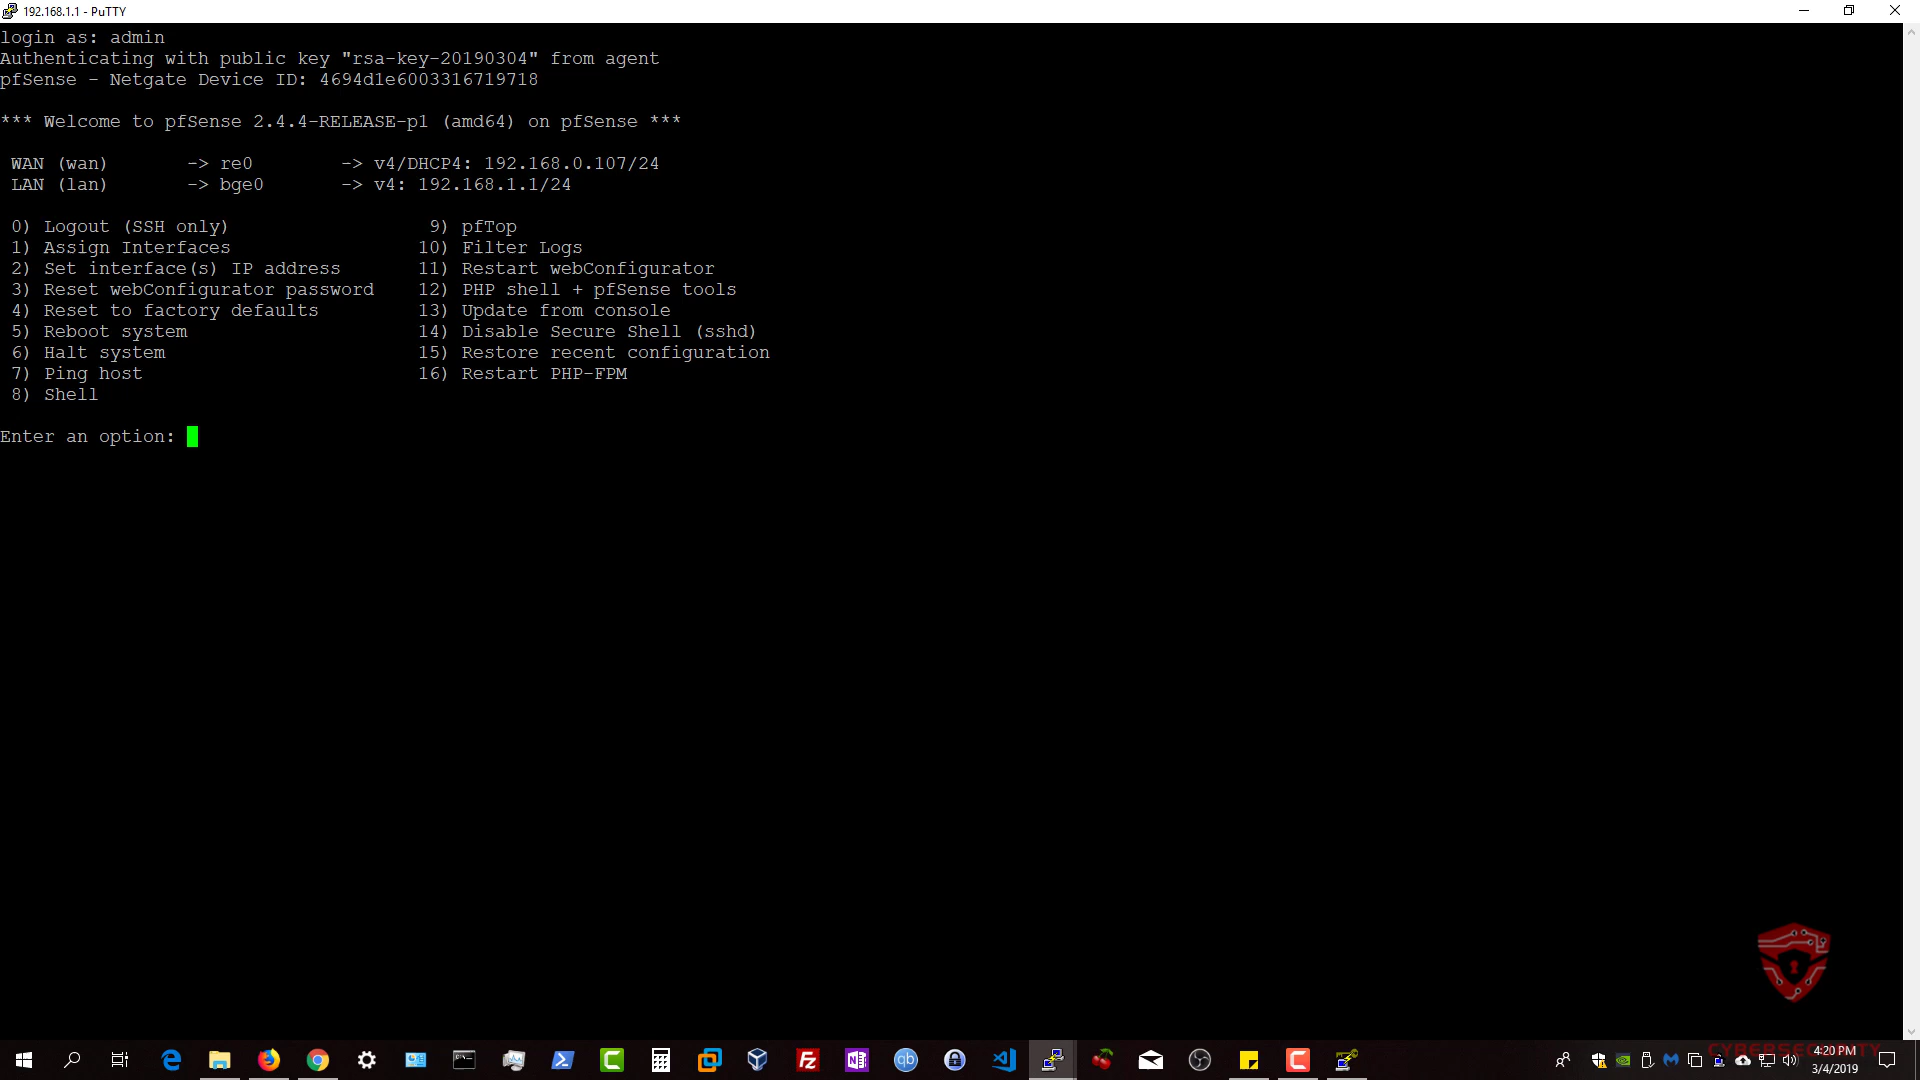 192.168.1.1 - PuTTY
login as: admin
Authenticating with public key "rsa-key-20190304" from agent
pfSense - Netgate Device ID: 4694d1e6003316719718
*** Welcome to pfSense 2.4.4-RELEASE-p1 (amd64) on pfSense ***
WAN (wan) -> re0 -> v4/DHCP4: 192.168.0.107/24
LAN (lan) -> bge0 -> v4: 192.168.1.1/24
0) Logout (SSH only) 9) pfTop
1) Assign Interfaces 10) Filter Logs
2) Set interface(s) IP address 11) Restart webConfigurator
3) Reset webConfigurator password 12) PHP shell + pfSense tools
4) Reset to factory defaults 13) Update from console
5) Reboot system 14) Disable Secure Shell (sshd)
6) Halt system 15) Restore recent configuration
7) Ping host 16) Restart PHP-FPM
8) Shell
Enter an option:
4:20 PM
3/4/2019